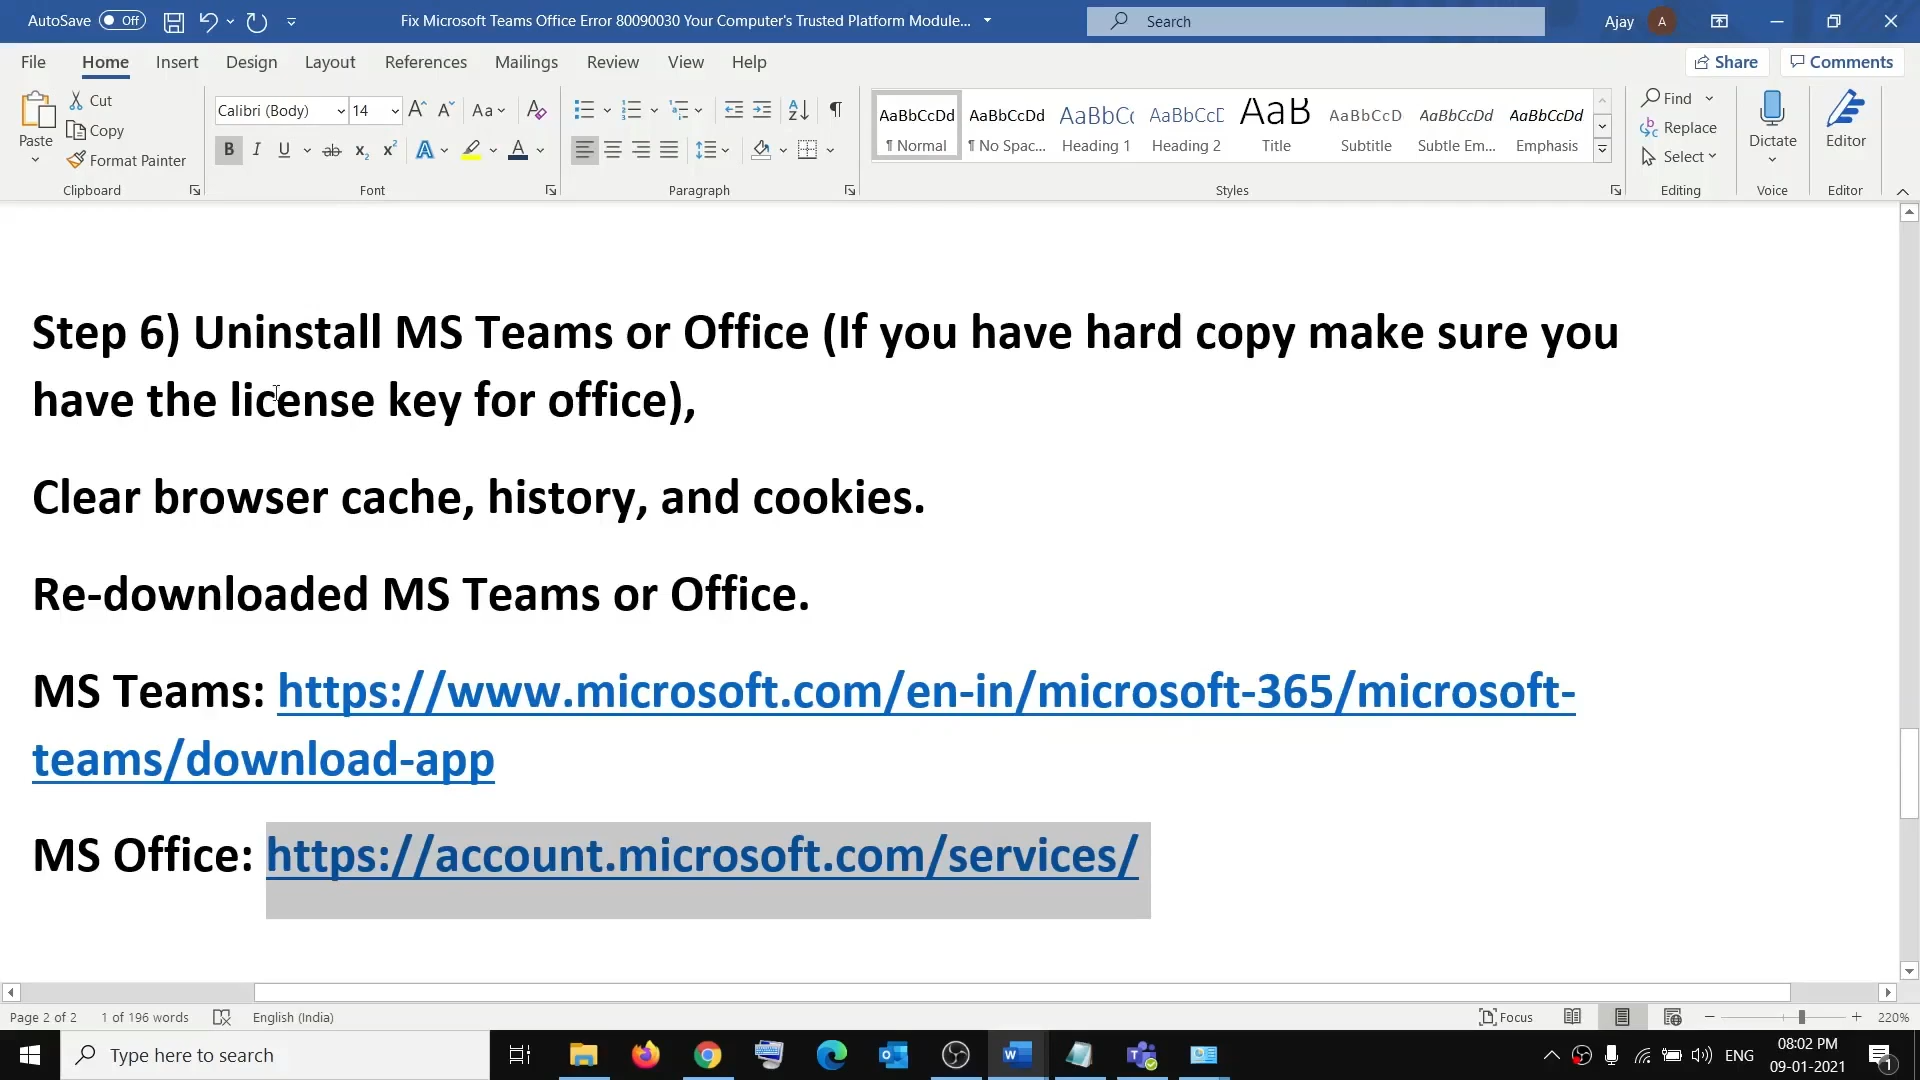 AutoSave Off
Fix Microsoft Teams Office Error 80090030 Your Computer's Trusted Platform Module...
Search
Ajay A
File Home Insert Design Layout References Mailings Review View Help
Share Comments
Paste
Cut
Copy
Format Painter
Clipboard
Calibri (Body) 14
Font
Paragraph
AaBbCcDd AaBbCcDd AaBbCc AaBbCcD AaB AaBbCcD AaBbCcDd AaBbCcDd
¶ Normal ¶ No Spac... Heading 1 Heading 2 Title Subtitle Subtle Em... Emphasis
Styles
Find
Replace
Select
Editing
Dictate
Voice
Editor
Editor
Step 6) Uninstall MS Teams or Office (If you have hard copy make sure you
have the license key for office),
Clear browser cache, history, and cookies.
Re-downloaded MS Teams or Office.
MS Teams: https://www.microsoft.com/en-in/microsoft-365/microsoft-
teams/download-app
MS Office: https://account.microsoft.com/services/
Page 2 of 2 1 of 196 words English (India) Focus 220%
Type here to search
ENG
08:02 PM
09-01-2021
1